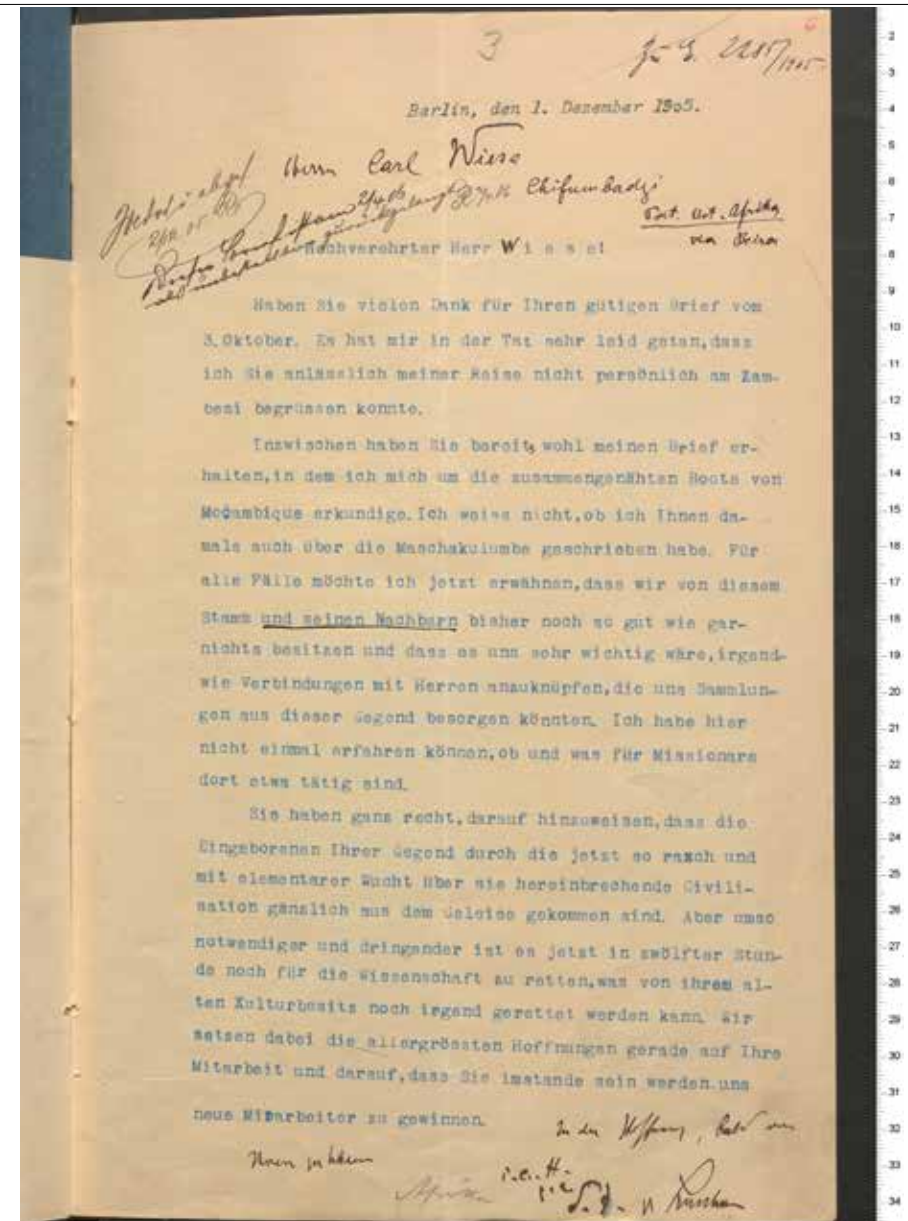 3
2185/1905
Berlin, den 1. Dezember 1905.
Herrn Carl Wiese
Chifumbadzi
Port. Ost-Afrika
via Beira
Hochverehrter Herr Wiese!
Haben Sie vielen Dank für Ihren gütigen Brief vom
3. Oktober. Es hat mir in der Tat sehr leid getan, dass
ich Sie anlässlich meiner Reise nicht persönlich am Zam-
besi begrüssen konnte.
Inzwischen haben Sie bereits wohl meinen Brief er-
halten, in dem ich mich um die zusammengenähten Boote von
Moçambique erkundige. Ich weiss nicht, ob ich Ihnen da-
mals auch über die Maschakulumbe geschrieben habe. Für
alle Fälle möchte ich jetzt erwähnen, dass wir von diesem
Stamm und seinen Nachbarn bisher noch so gut wie gar-
nichts besitzen und dass es uns sehr wichtig wäre, irgend-
wie Verbindungen mit Herren anzuknüpfen, die uns Sammlun-
gen aus dieser Gegend besorgen könnten. Ich habe hier
nicht einmal erfahren können, ob und was für Missionare
dort etwa tätig sind.
Sie haben ganz recht, darauf hinzuweisen, dass die
Eingeborenen Ihrer Gegend durch die jetzt so rasch und
mit elementarer Wucht über sie hereinbrechende Civili-
sation gänzlich aus dem Geleise gekommen sind. Aber umso
notwendiger und dringender ist es jetzt in zwölfter Stun-
de noch für die Wissenschaft zu retten, was von ihrem al-
ten Kulturbesitz noch irgend gerettet werden kann. Wir
setzen dabei die allergrössten Hoffnungen gerade auf Ihre
Mitarbeit und darauf, dass Sie imstande sein werden uns
neue Mitarbeiter zu gewinnen.
In der Hoffnung, bald von
Ihnen zu hören
Afrika